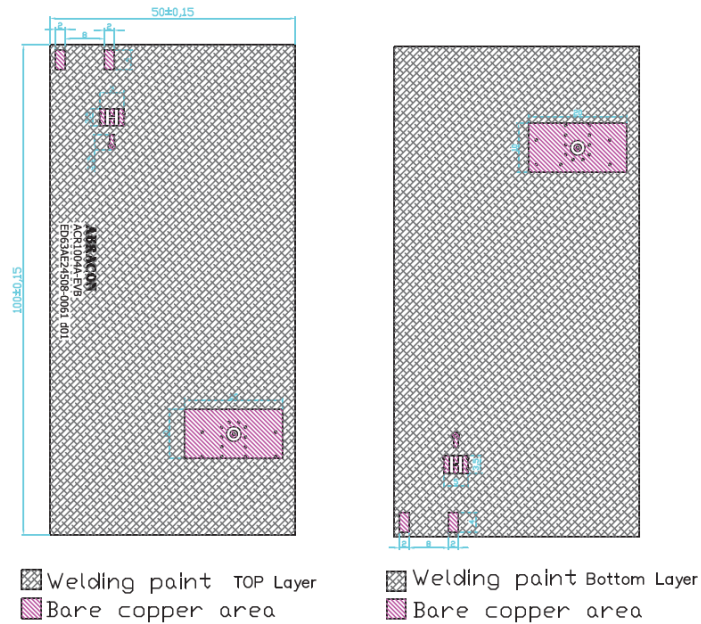 50±0,15
2
8
2
100±0,15
ABRACON
ACR1004A-EVB
ED63AE24508-0061 d01
2
8
2
Welding paint TOP Layer
Bare copper area
Welding paint Bottom Layer
Bare copper area